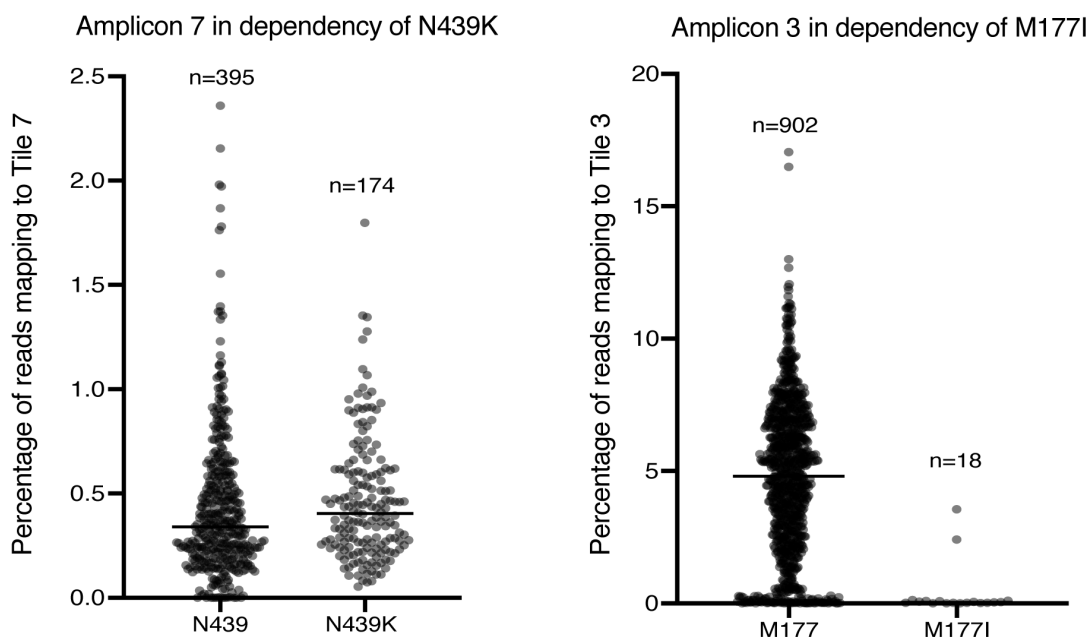 Amplicon 7 in dependency of N439K
Percentage of reads mapping to Tile 7
2.5
2.0
1.5
1.0
0.5
0.0
n=395
n=174
N439
N439K
Amplicon 3 in dependency of M177I
Percentage of reads mapping to Tile 3
20
15
10
5
0
n=902
n=18
M177
M177I